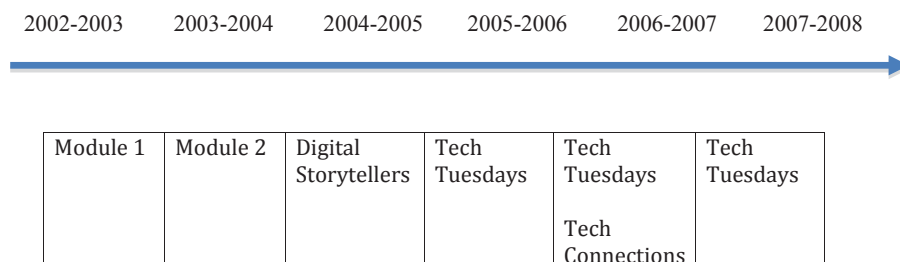 2002-2003 2003-2004 2004-2005 2005-2006 2006-2007 2007-2008
Module 1 Module 2 Digital Tech Tech Tech
Storytellers Tuesdays Tuesdays Tuesdays
Tech
Connections